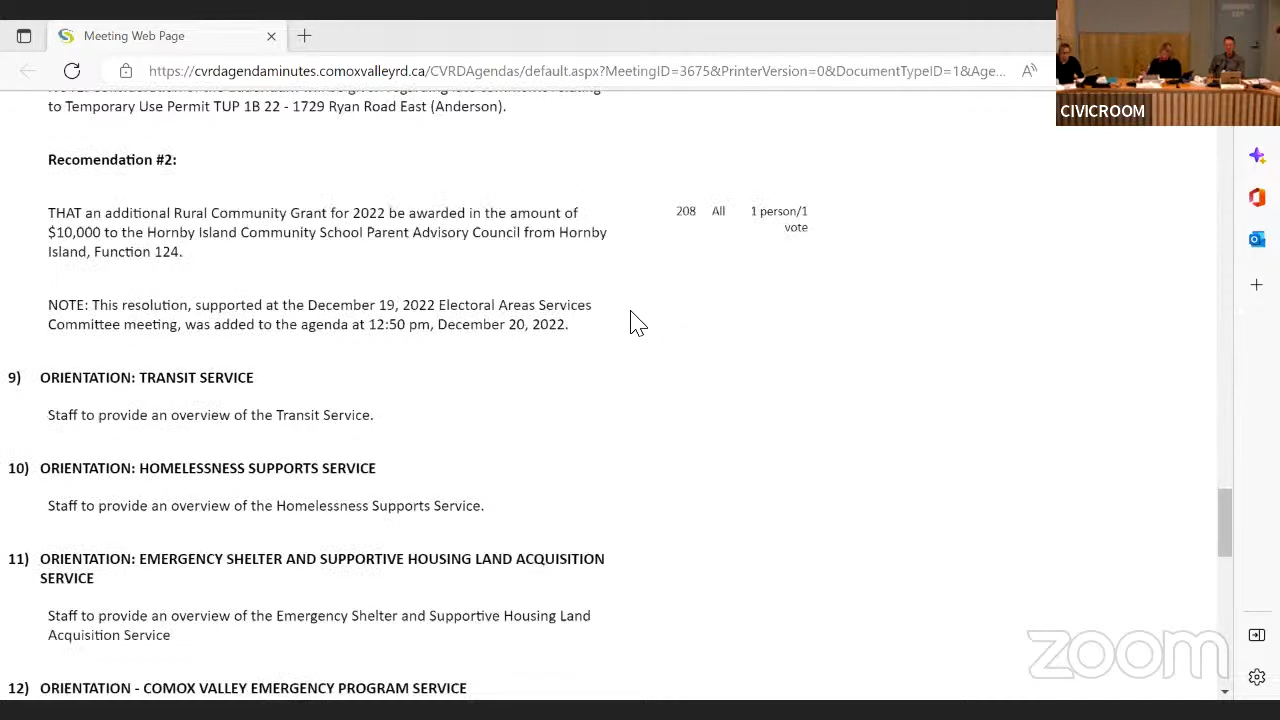 Meeting Web Page
https://cvrdagendaminutes.comoxvalleyrd.ca/CVRDAgendas/default.aspx?MeetingID=3675&PrinterVersion=0&DocumentTypeID=1&Age...
CIVICROOM
to Temporary Use Permit TUP 1B 22 - 1729 Ryan Road East (Anderson).
Recomendation #2:
THAT an additional Rural Community Grant for 2022 be awarded in the amount of
$10,000 to the Hornby Island Community School Parent Advisory Council from Hornby
Island, Function 124.
208 All 1 person/1
vote
NOTE: This resolution, supported at the December 19, 2022 Electoral Areas Services
Committee meeting, was added to the agenda at 12:50 pm, December 20, 2022.
9) ORIENTATION: TRANSIT SERVICE
Staff to provide an overview of the Transit Service.
10) ORIENTATION: HOMELESSNESS SUPPORTS SERVICE
Staff to provide an overview of the Homelessness Supports Service.
11) ORIENTATION: EMERGENCY SHELTER AND SUPPORTIVE HOUSING LAND ACQUISITION
SERVICE
Staff to provide an overview of the Emergency Shelter and Supportive Housing Land
Acquisition Service
12) ORIENTATION - COMOX VALLEY EMERGENCY PROGRAM SERVICE
zoom